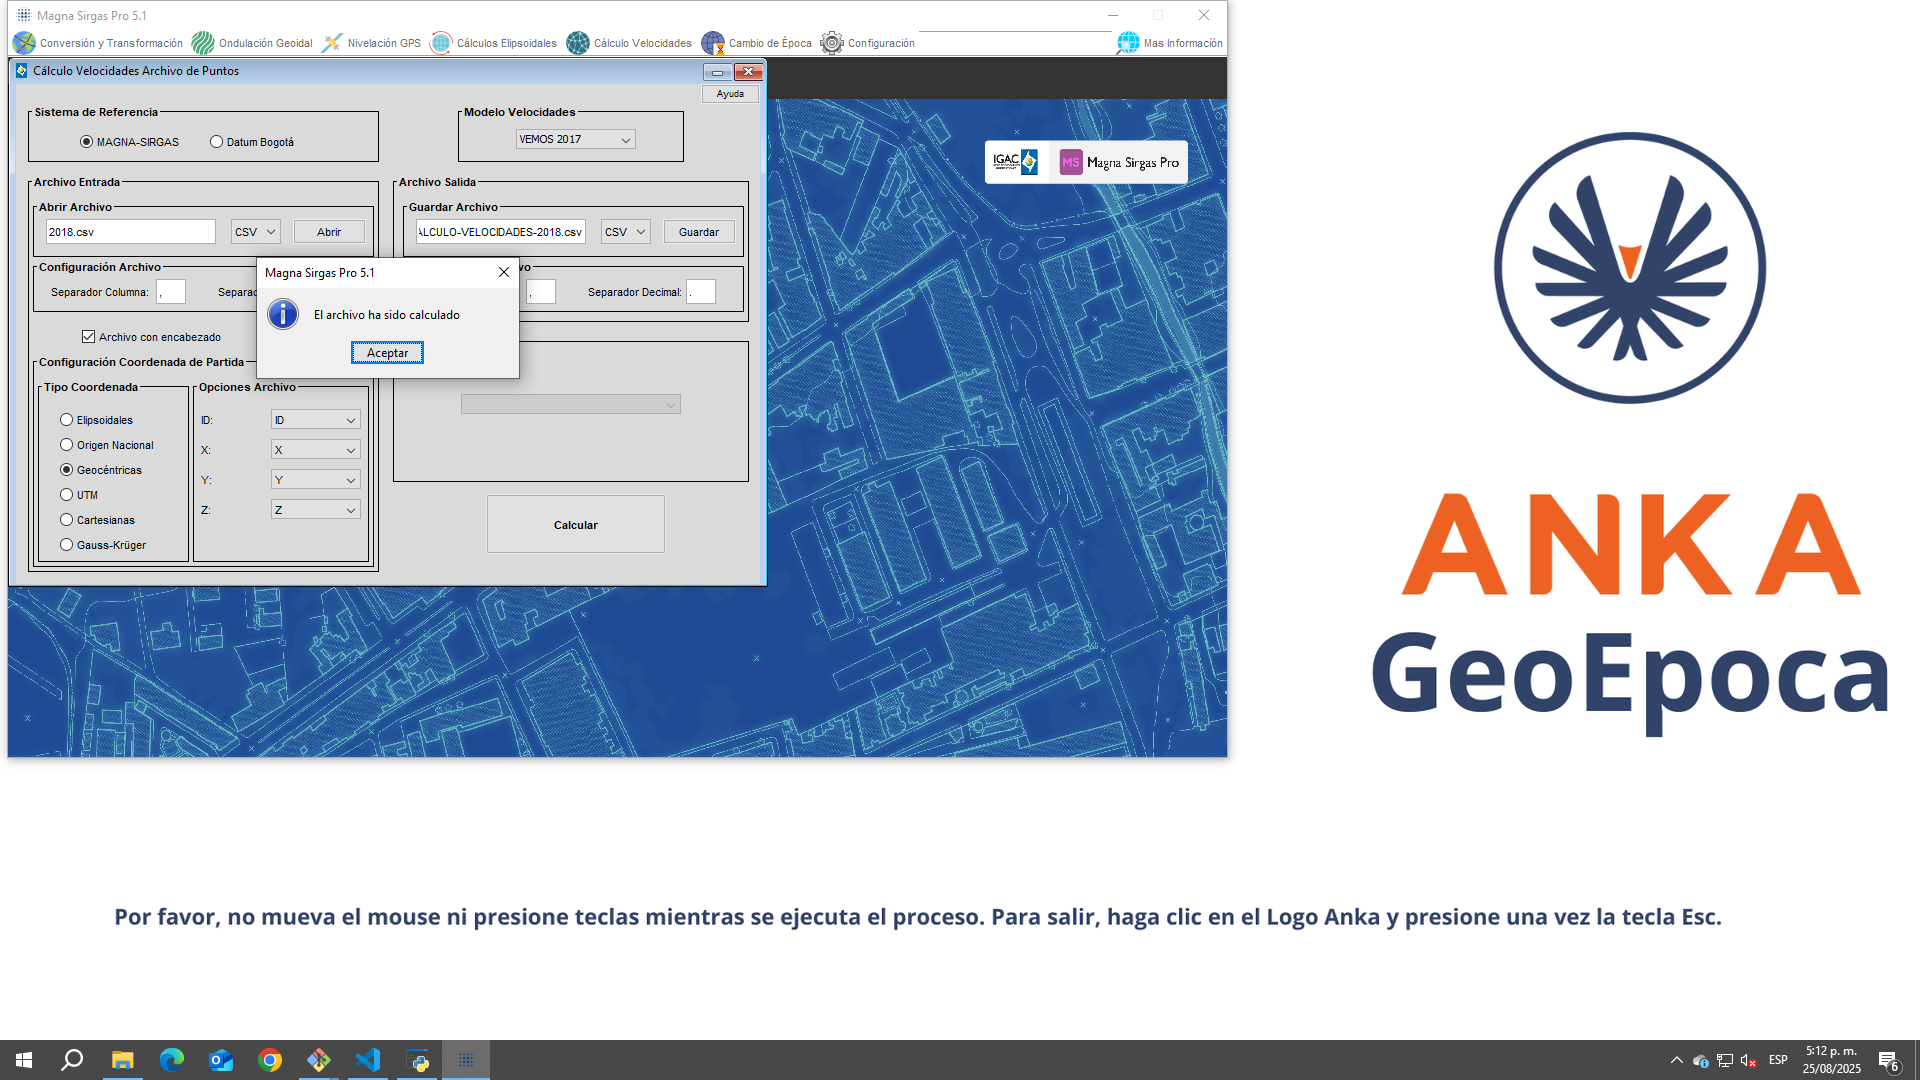 Magna Sirgas Pro 5.1
Conversión y Transformación
Ondulación Geoidal
Nivelación GPS
Cálculos Elipsoidales
Cálculo Velocidades
Cambio de Época
Configuración
Mas Información
Cálculo Velocidades Archivo de Puntos
Ayuda
Sistema de Referencia
MAGNA-SIRGAS
Datum Bogotá
Modelo Velocidades
VEMOS 2017
Archivo Entrada
Abrir Archivo
2018.csv
CSV
Abrir
Archivo Salida
Guardar Archivo
ALCULO-VELOCIDADES-2018.csv
CSV
Guardar
Configuración Archivo
Separador Columna:
,
Separac
vo
,
Separador Decimal:
.
Magna Sirgas Pro 5.1
El archivo ha sido calculado
Aceptar
Archivo con encabezado
Configuración Coordenada de Partida
Tipo Coordenada
Elipsoidales
Origen Nacional
Geocéntricas
UTM
Cartesianas
Gauss-Krüger
Opciones Archivo
ID:
ID
X:
X
Y:
Y
Z:
Z
Calcular
IGAC
MS
Magna Sirgas Pro
ANKA
GeoEpoca
Por favor, no mueva el mouse ni presione teclas mientras se ejecuta el proceso. Para salir, haga clic en el Logo Anka y presione una vez la tecla Esc.
ESP
5:12 p. m.
25/08/2025
6